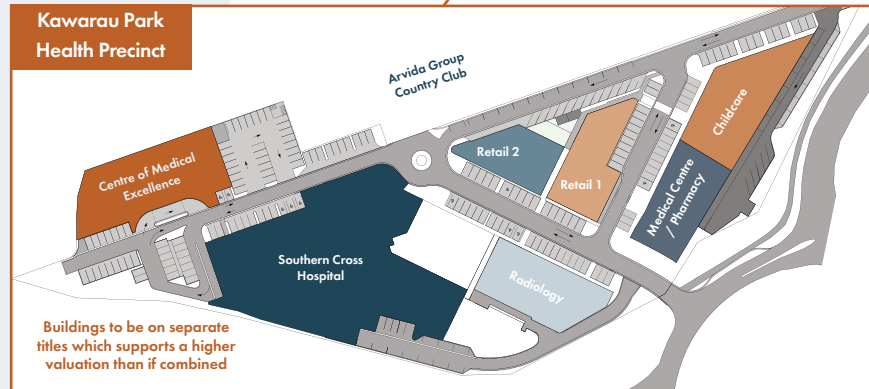 Kawarau Park
Health Precinct
Arvida Group
Country Club
Centre of Medical
Excellence
Retail 2
Retail 1
Childcare
Medical Centre
/ Pharmacy
Southern Cross
Hospital
Radiology
Buildings to be on separate
titles which supports a higher
valuation than if combined